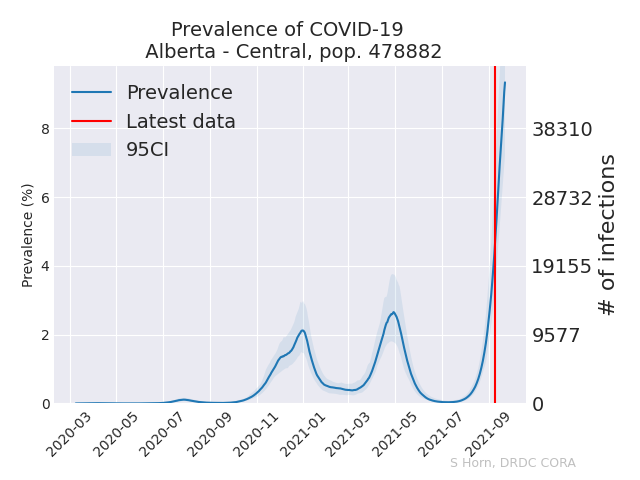 Prevalence of COVID-19
Alberta - Central, pop. 478882
Prevalence
Latest data
95CI
Prevalence (%)
8
6
4
2
0
38310
28732
19155
9577
0
# of infections
2020-03
2020-05
2020-07
2020-09
2020-11
2021-01
2021-03
2021-05
2021-07
2021-09
S Horn, DRDC CORA